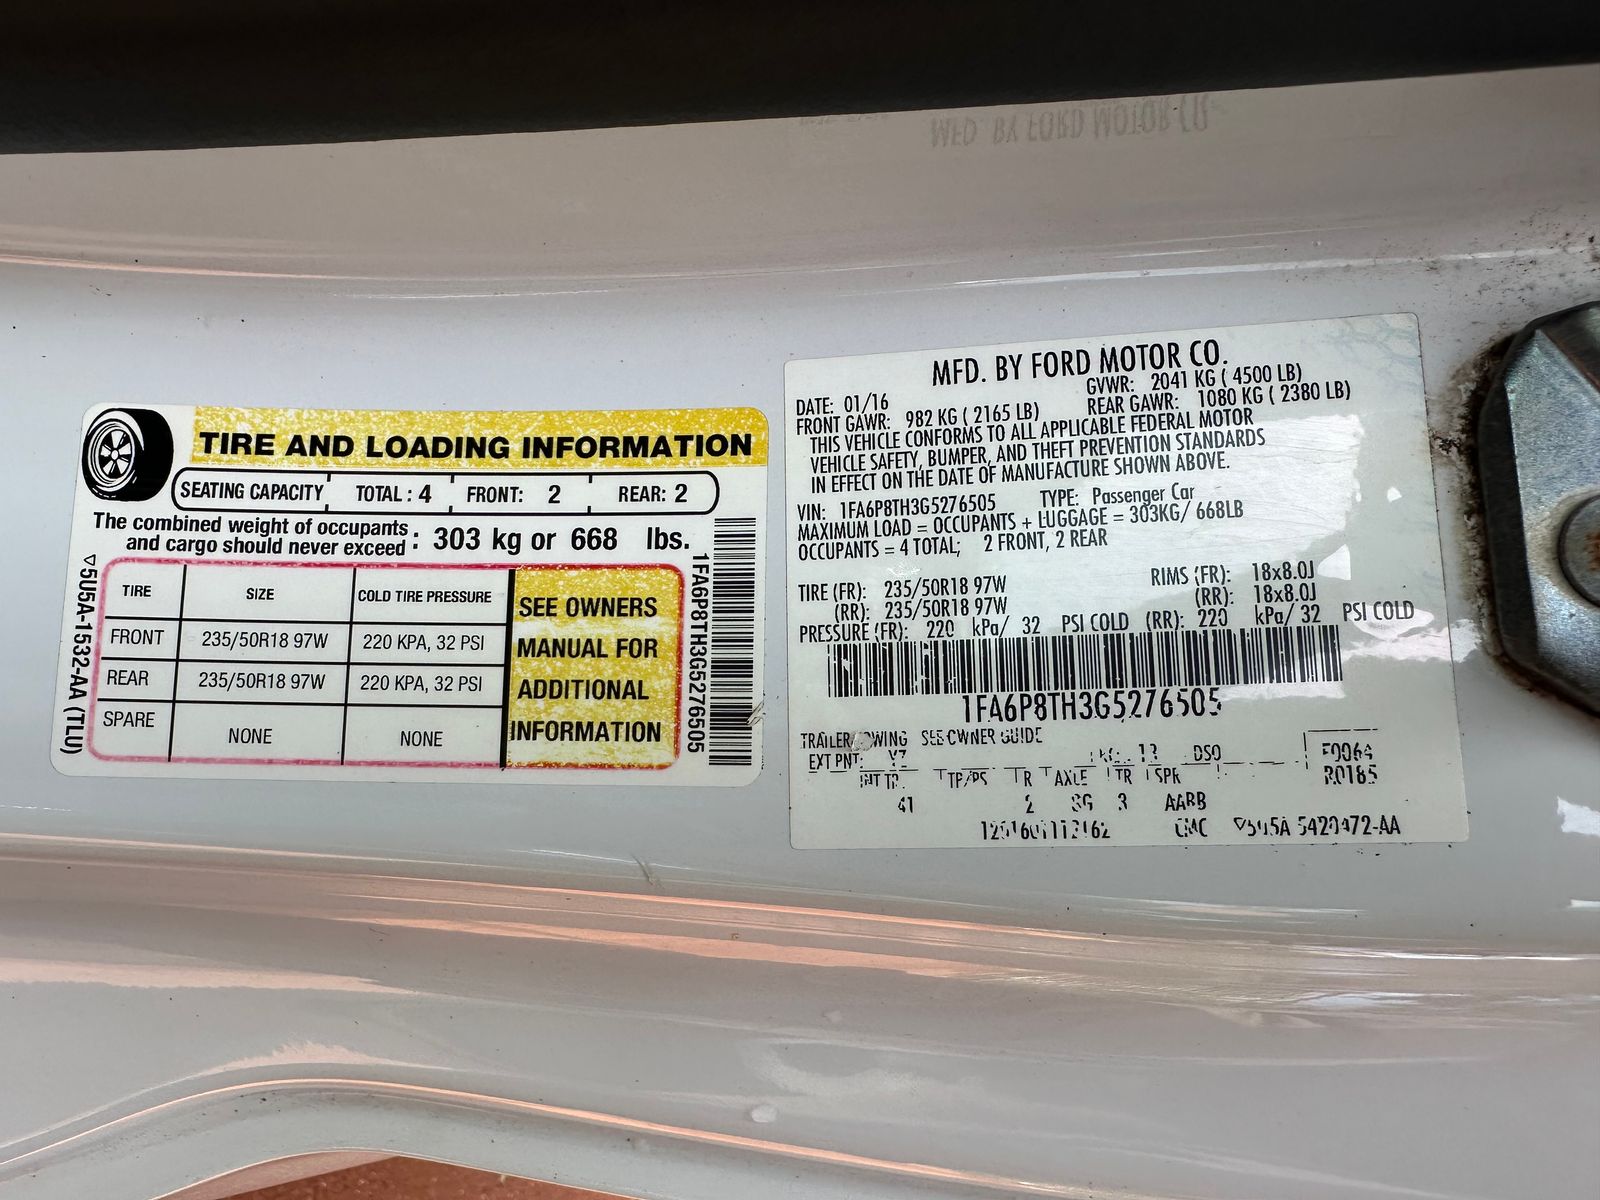 TIRE AND LOADING INFORMATION
SEATING CAPACITY TOTAL : 4 FRONT: 2 REAR: 2
The combined weight of occupants
and cargo should never exceed : 303 kg or 668 lbs.
TIRE SIZE COLD TIRE PRESSURE
FRONT 235/50R18 97W 220 KPA, 32 PSI
REAR 235/50R18 97W 220 KPA, 32 PSI
SPARE NONE NONE
SEE OWNERS
MANUAL FOR
ADDITIONAL
INFORMATION
5U5A-1532-AA (TLU)
1FA6P8TH3G5276505
MFD. BY FORD MOTOR CO.
DATE: 01/16 GVWR: 2041 KG ( 4500 LB)
FRONT GAWR: 982 KG ( 2165 LB) REAR GAWR: 1080 KG ( 2380 LB)
THIS VEHICLE CONFORMS TO ALL APPLICABLE FEDERAL MOTOR
VEHICLE SAFETY, BUMPER, AND THEFT PREVENTION STANDARDS
IN EFFECT ON THE DATE OF MANUFACTURE SHOWN ABOVE.
VIN: 1FA6P8TH3G5276505 TYPE: Passenger Car
MAXIMUM LOAD = OCCUPANTS + LUGGAGE = 303KG/ 668LB
OCCUPANTS = 4 TOTAL; 2 FRONT, 2 REAR
TIRE (FR): 235/50R18 97W RIMS (FR): 18x8.0J
(RR): 235/50R18 97W (RR): 18x8.0J
PRESSURE (FR): 220 kPa/ 32 PSI COLD (RR): 220 kPa/ 32 PSI COLD
1FA6P8TH3G5276505
TRAILER TOWING SEE OWNER GUIDE
EXT PNT: YZ DSO
INT TR TP/PS R AXLE TR SPR
41 2 3 AABB